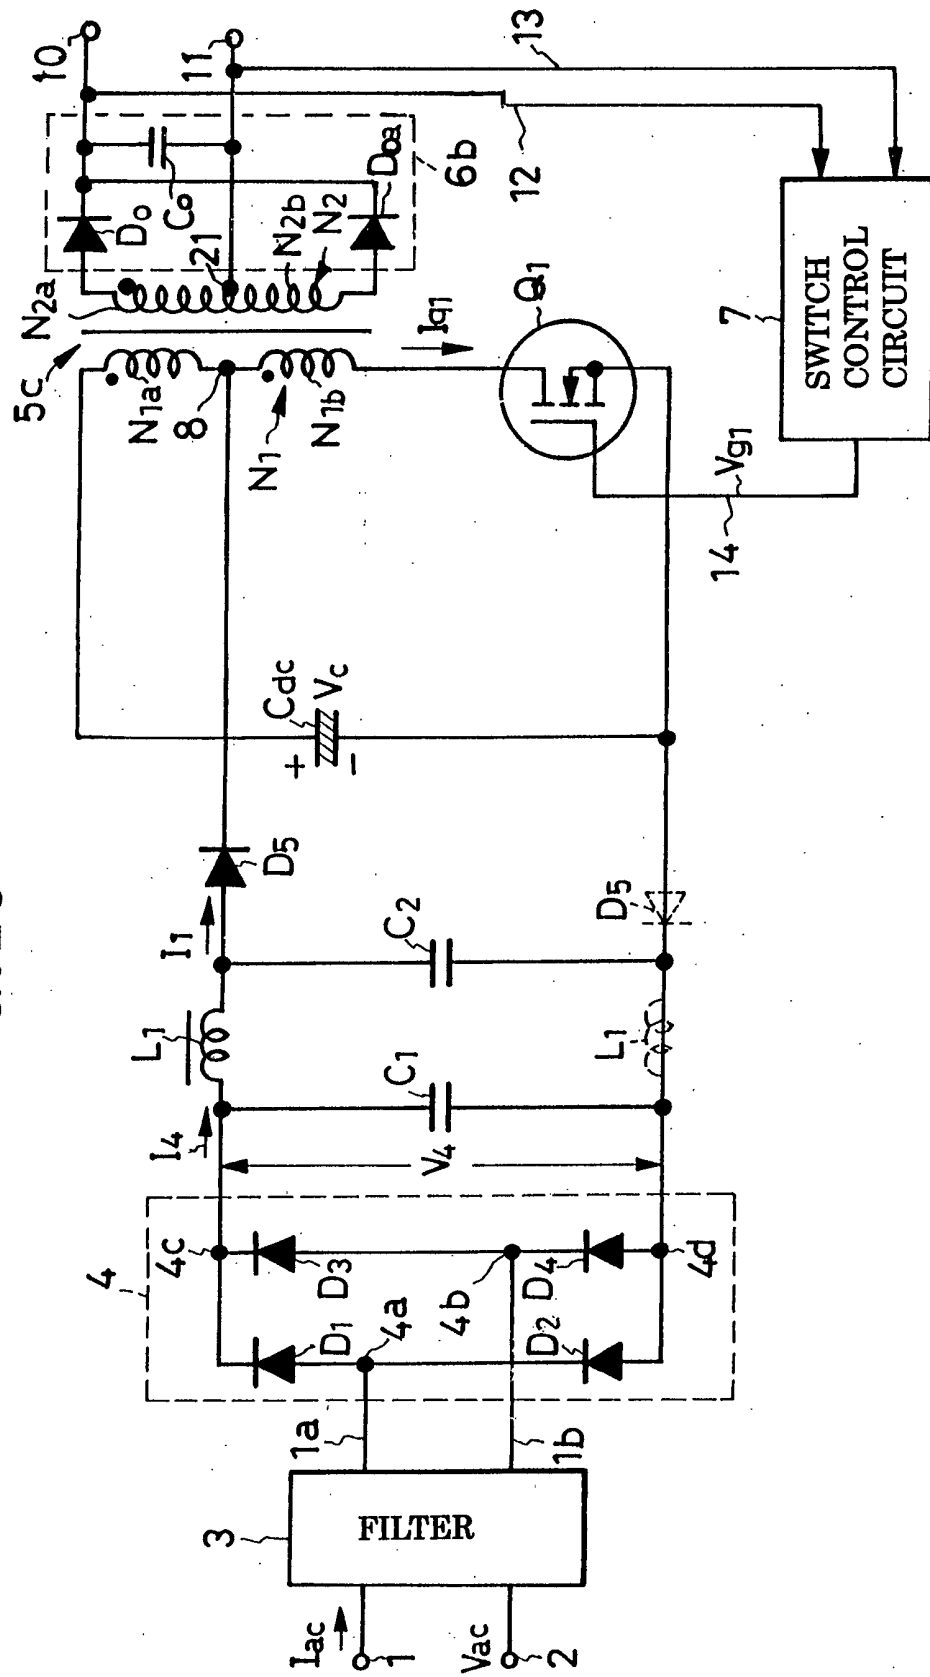 Iac
1
Vac
2
3
FILTER
1a
1b
4
4c
D1
D3
4a
4b
D2
D4
4d
I4
V4
L1
C1
L1
I1
C2
D5
D5
Cdc
+
Vc
−
5c
N1a
8
N1
N1b
N2a
21
N2b
N2
Iq1
Q1
14
Vg1
Do
Co
Doa
6b
10
11
12
13
7
SWITCH
CONTROL
CIRCUIT